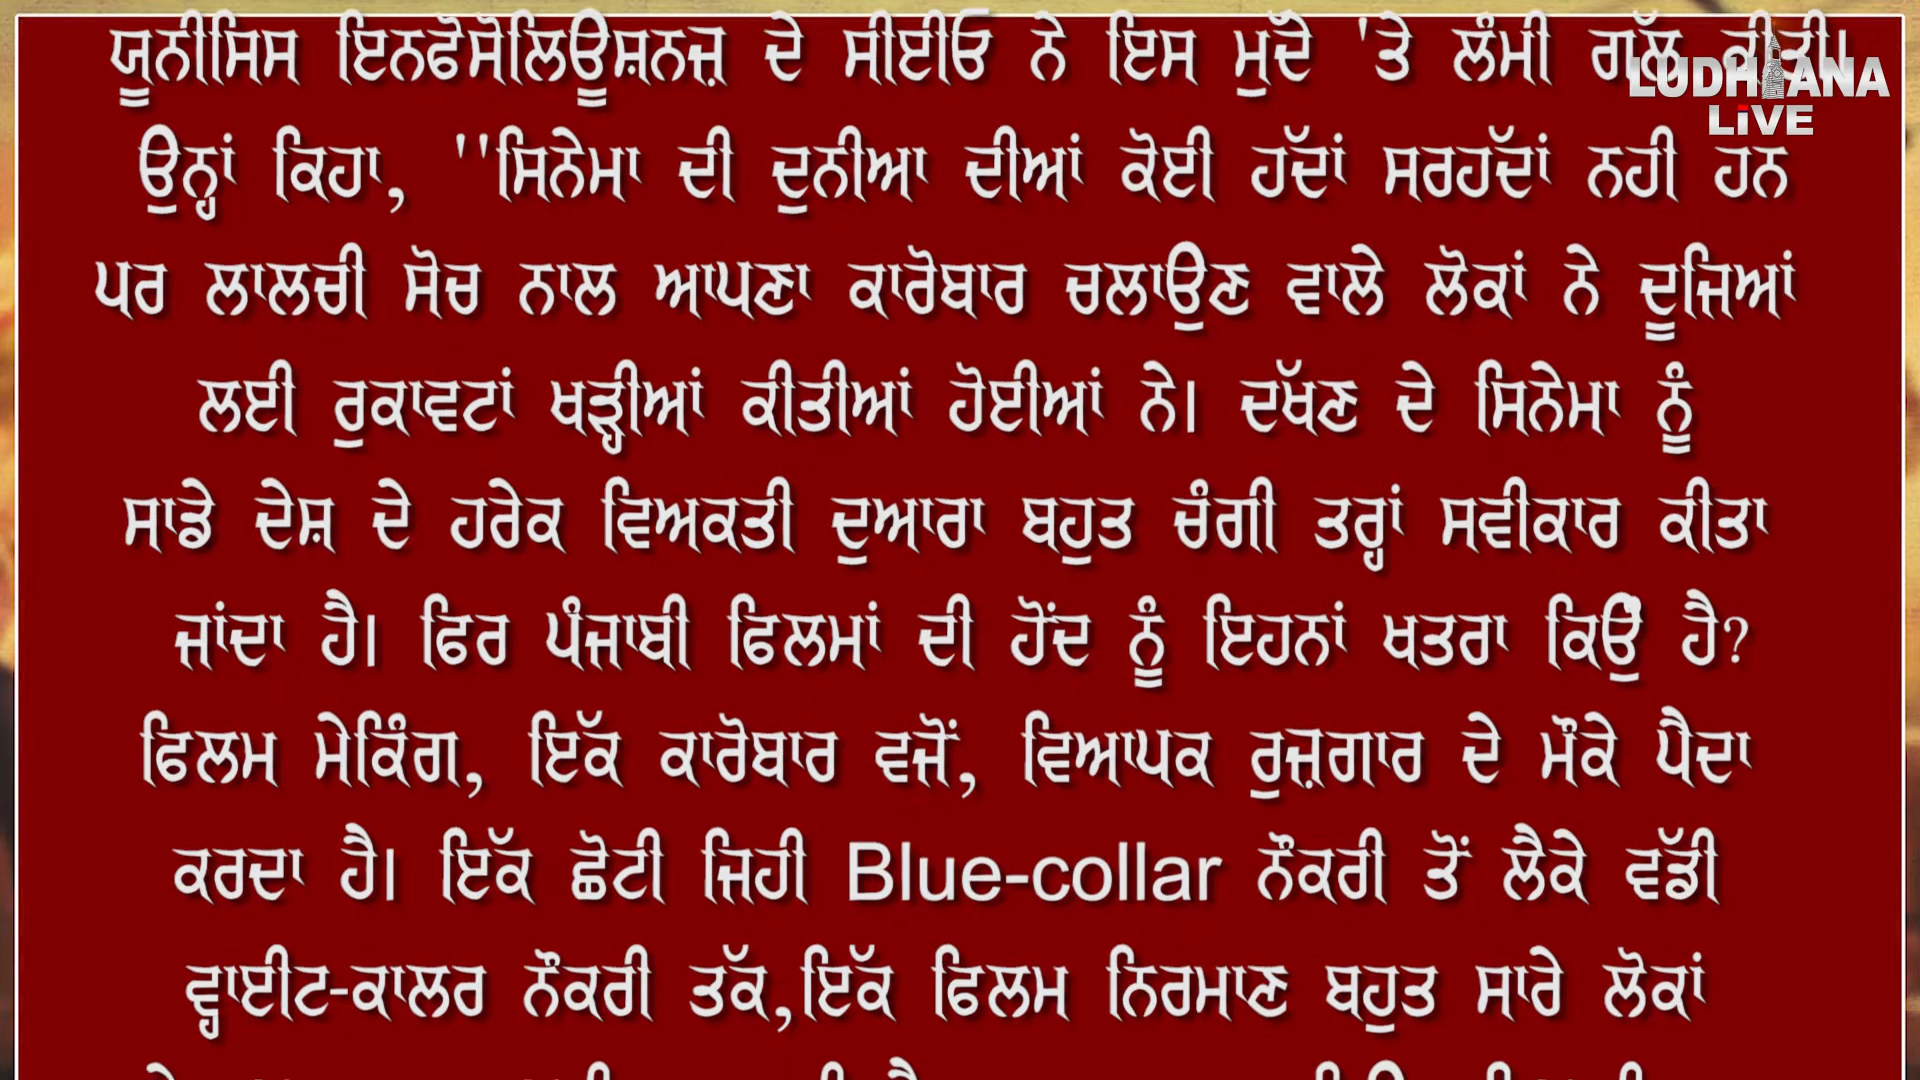 ਯੂਨੀਸਿਸ ਇਨਫੋਸੋਲਿਊਸ਼ਨਜ਼ ਦੇ ਸੀਈਓ ਨੇ ਇਸ ਮੁੱਦੇ 'ਤੇ ਲੰਮੀ ਗੱਲ ਕੀਤੀ।
LUDHIANA
LiVE
ਉਨ੍ਹਾਂ ਕਿਹਾ, ''ਸਿਨੇਮਾ ਦੀ ਦੁਨੀਆ ਦੀਆਂ ਕੋਈ ਹੱਦਾਂ ਸਰਹੱਦਾਂ ਨਹੀ ਹਨ
ਪਰ ਲਾਲਚੀ ਸੋਚ ਨਾਲ ਆਪਣਾ ਕਾਰੋਬਾਰ ਚਲਾਉਣ ਵਾਲੇ ਲੋਕਾਂ ਨੇ ਦੂਜਿਆਂ
ਲਈ ਰੁਕਾਵਟਾਂ ਖੜ੍ਹੀਆਂ ਕੀਤੀਆਂ ਹੋਈਆਂ ਨੇ। ਦੱਖਣ ਦੇ ਸਿਨੇਮਾ ਨੂੰ
ਸਾਡੇ ਦੇਸ਼ ਦੇ ਹਰੇਕ ਵਿਅਕਤੀ ਦੁਆਰਾ ਬਹੁਤ ਚੰਗੀ ਤਰ੍ਹਾਂ ਸਵੀਕਾਰ ਕੀਤਾ
ਜਾਂਦਾ ਹੈ। ਫਿਰ ਪੰਜਾਬੀ ਫਿਲਮਾਂ ਦੀ ਹੋਂਦ ਨੂੰ ਇਹਨਾਂ ਖਤਰਾ ਕਿਉਂ ਹੈ?
ਫਿਲਮ ਮੇਕਿੰਗ, ਇੱਕ ਕਾਰੋਬਾਰ ਵਜੋਂ, ਵਿਆਪਕ ਰੁਜ਼ਗਾਰ ਦੇ ਮੌਕੇ ਪੈਦਾ
ਕਰਦਾ ਹੈ। ਇੱਕ ਛੋਟੀ ਜਿਹੀ Blue-collar ਨੌਕਰੀ ਤੋਂ ਲੈਕੇ ਵੱਡੀ
ਵ੍ਹਾਈਟ-ਕਾਲਰ ਨੌਕਰੀ ਤੱਕ,ਇੱਕ ਫਿਲਮ ਨਿਰਮਾਣ ਬਹੁਤ ਸਾਰੇ ਲੋਕਾਂ